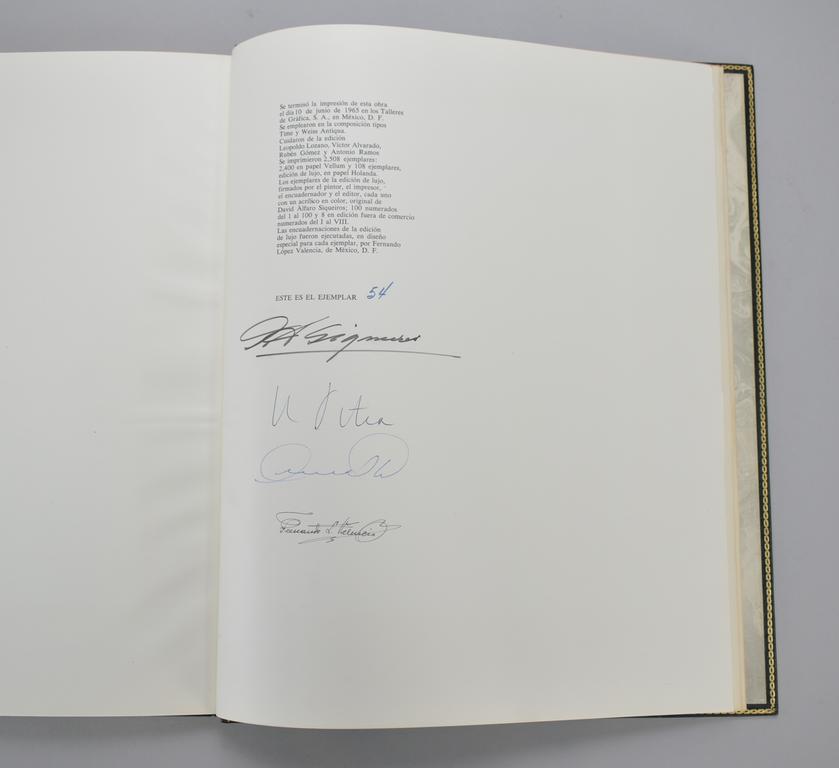 Se terminó la impresión de esta obra
el día 10 de junio de 1965 en los Talleres
de Gráfica, S. A., en México, D. F.
Se emplearon en la composición tipos
Time y Weiss Antiqua.
Cuidaron de la edición
Leopoldo Lozano, Víctor Alvarado,
Rubén Gómez y Antonio Ramos
Se imprimieron 2,508 ejemplares:
2,400 en papel Vellum y 108 ejemplares,
edición de lujo, en papel Holanda.
Los ejemplares de la edición de lujo,
firmados por el pintor, el impresor,
el encuadernador y el editor, cada uno
con un acrílico en color, original de
David Alfaro Siqueiros; 100 numerados
del 1 al 100 y 8 en edición fuera de comercio
numerados del I al VIII.
Las encuadernaciones de la edición
de lujo fueron ejecutadas, en diseño
especial para cada ejemplar, por Fernando
López Valencia, de México, D. F.
ESTE ES EL EJEMPLAR 54
Siqueiros
Fernando L. Valencia